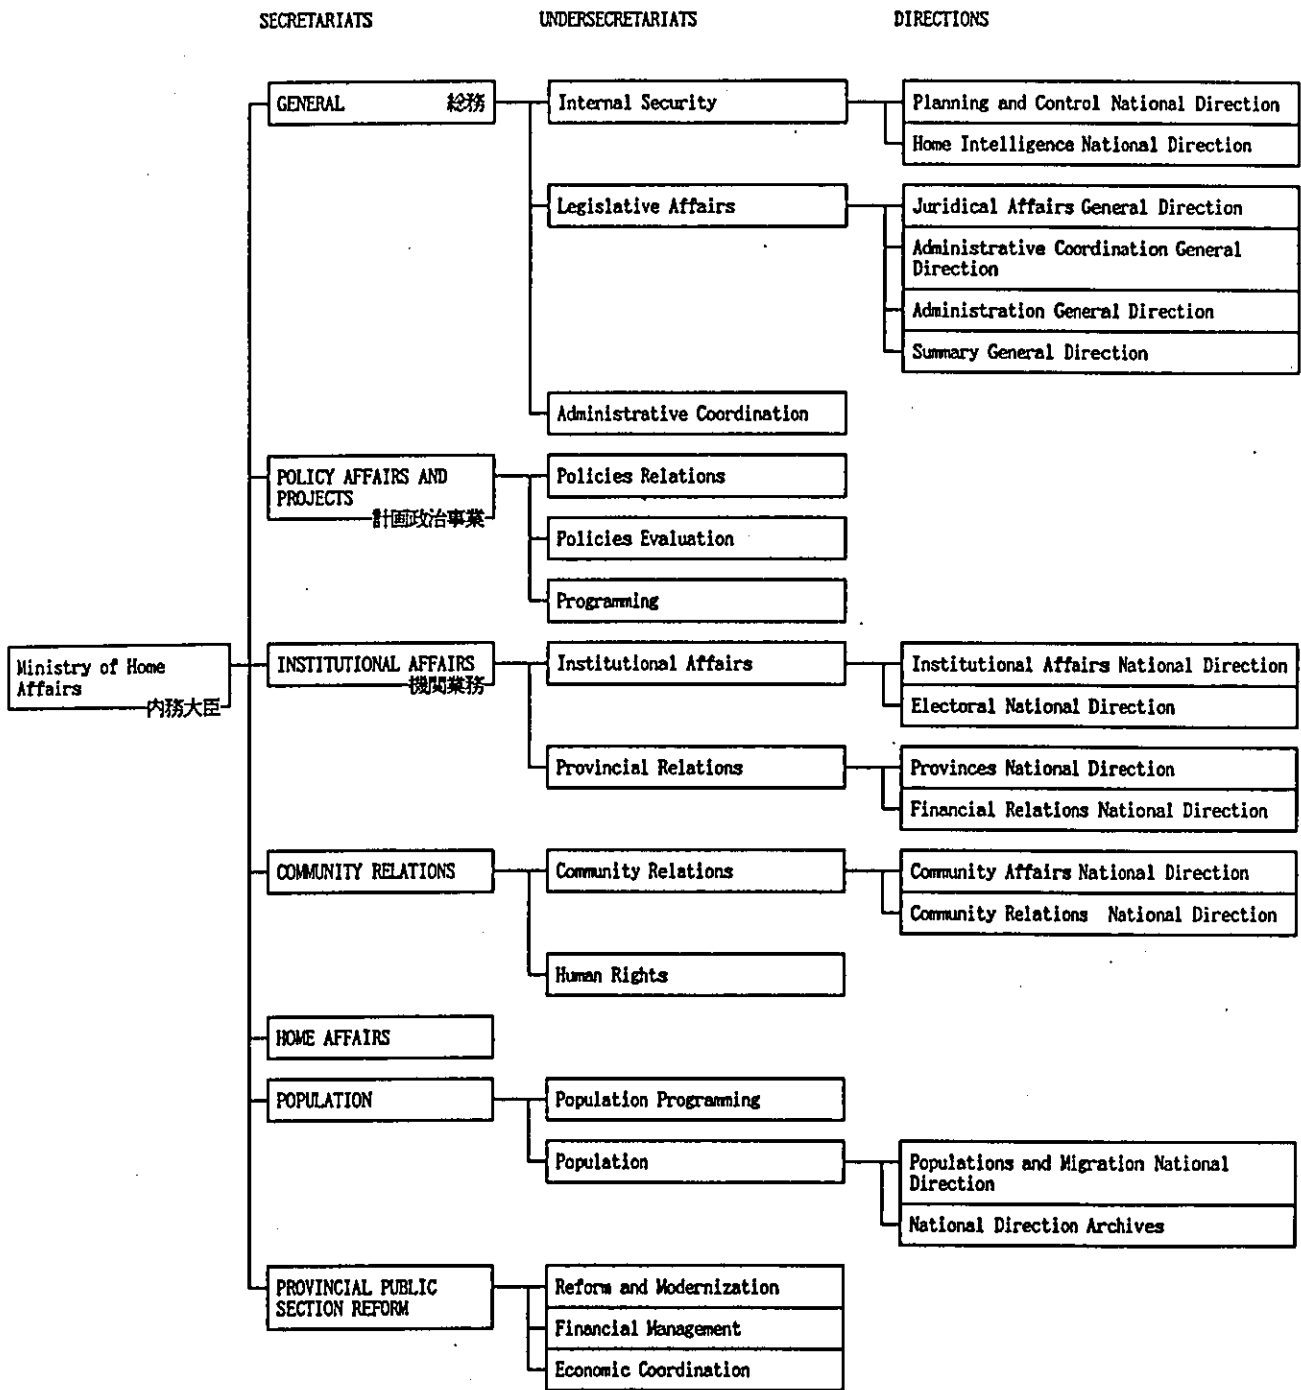 SECRETARIATS
UNDERSECRETARIATS
DIRECTIONS
GENERAL 総務
Internal Security
Planning and Control National Direction
Home Intelligence National Direction
Legislative Affairs
Juridical Affairs General Direction
Administrative Coordination General
Direction
Administration General Direction
Summary General Direction
Administrative Coordination
POLICY AFFAIRS AND
PROJECTS
計画政治事業
Policies Relations
Policies Evaluation
Programming
Ministry of Home
Affairs
内務大臣
INSTITUTIONAL AFFAIRS
機関業務
Institutional Affairs
Institutional Affairs National Direction
Electoral National Direction
Provincial Relations
Provinces National Direction
Financial Relations National Direction
COMMUNITY RELATIONS
Community Relations
Community Affairs National Direction
Community Relations National Direction
Human Rights
HOME AFFAIRS
POPULATION
Population Programming
Population
Populations and Migration National
Direction
National Direction Archives
PROVINCIAL PUBLIC
SECTION REFORM
Reform and Modernization
Financial Management
Economic Coordination